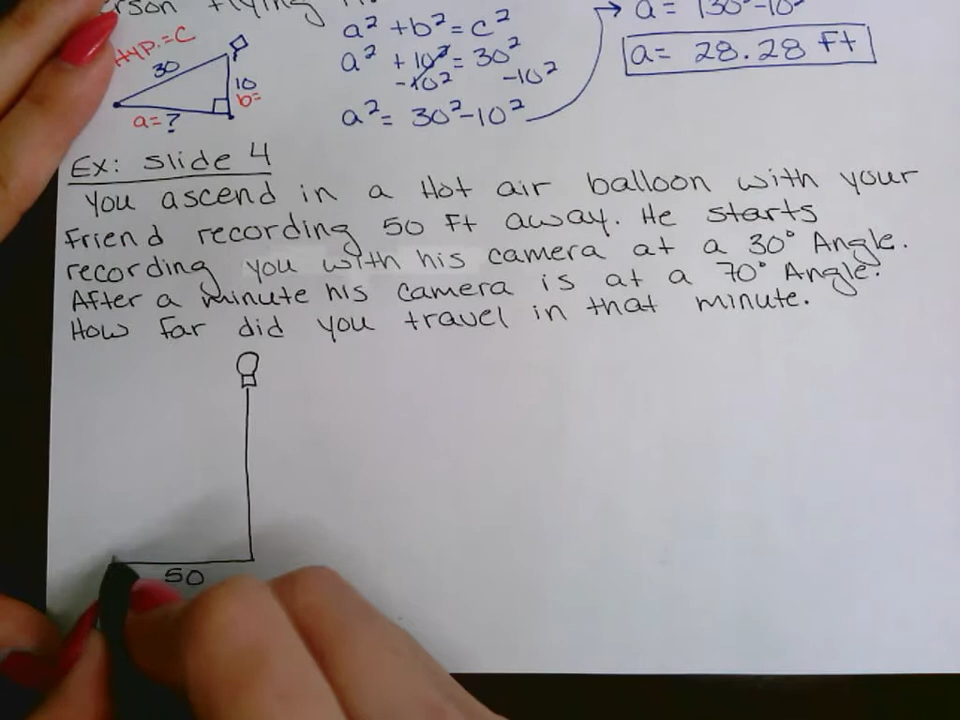 erson flying
Hyp.=C
30
10
b=
a=?
a² + b² = c²
a² + 10² = 30²
-10² -10²
a² = 30²-10²
a= √30²-10²
a= 28.28 ft
Ex: slide 4
You ascend in a Hot air balloon with your
friend recording 50 ft away. He starts
recording you with his camera at a 30° Angle.
After a minute his camera is at a 70° Angle.
How far did you travel in that minute.
50